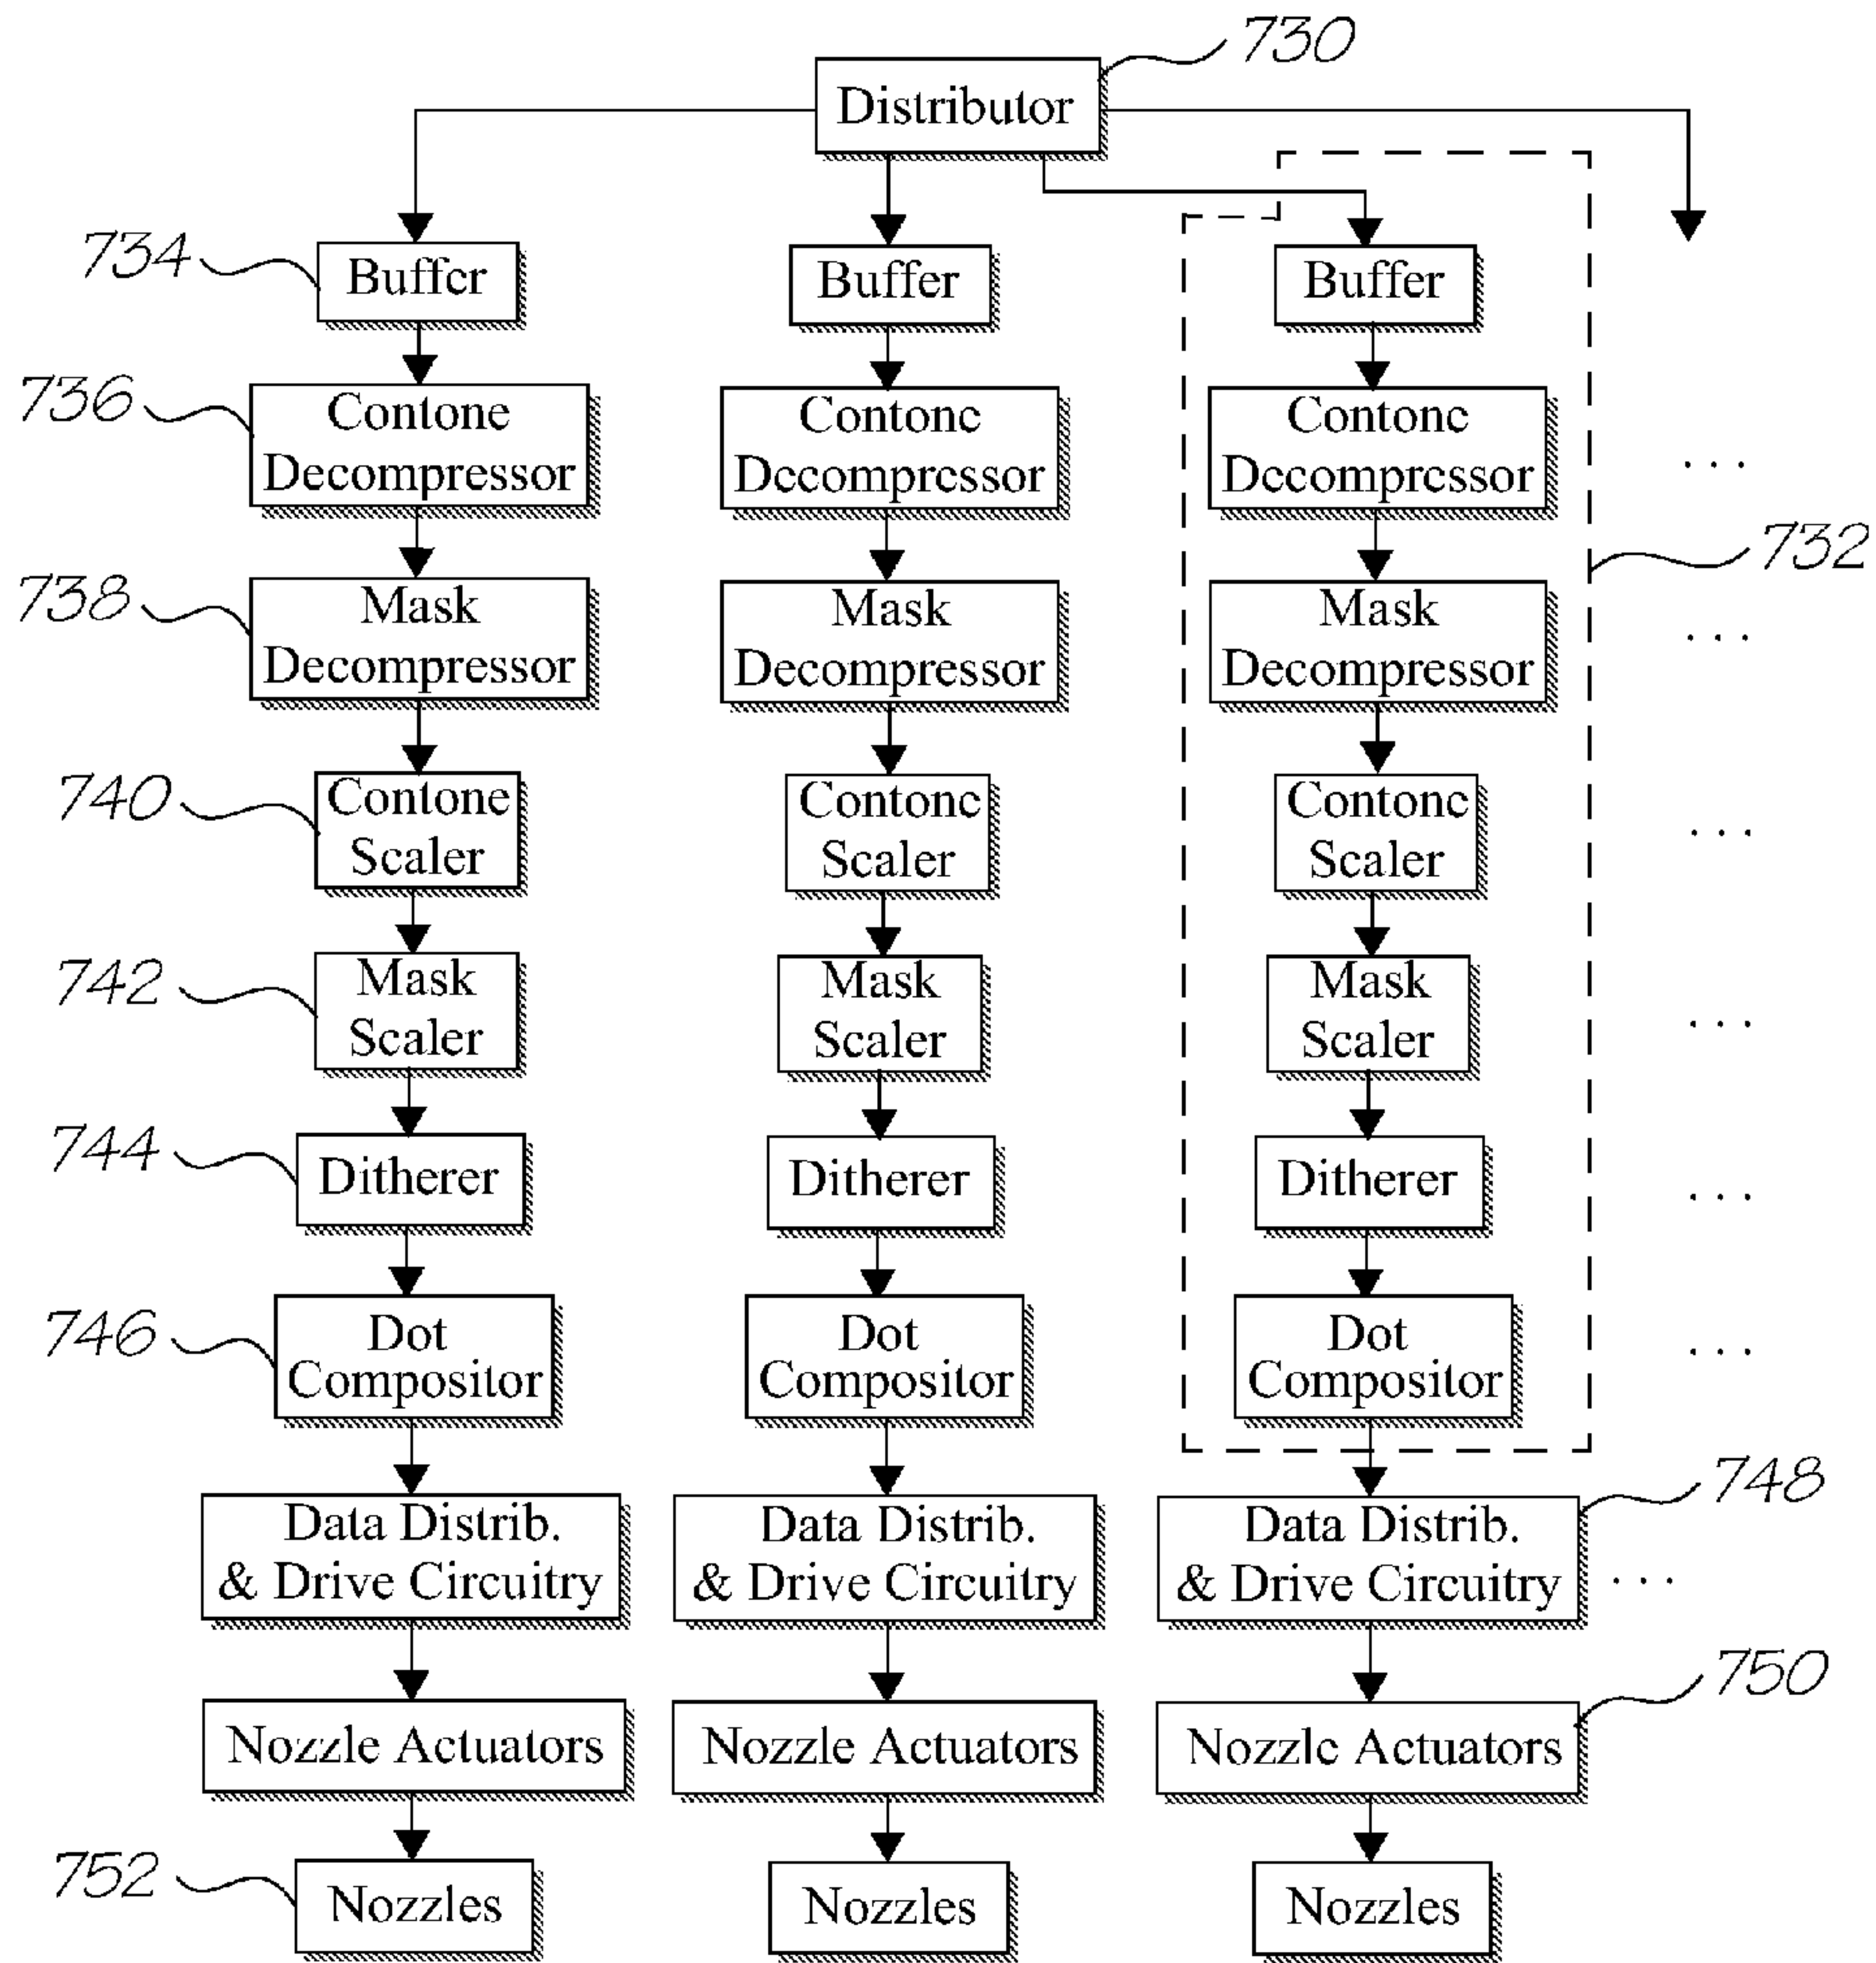 730
Distributor
734
Buffer
Buffer
Buffer
736
Contone
Decompressor
Contone
Decompressor
Contone
Decompressor
...
732
738
Mask
Decompressor
Mask
Decompressor
Mask
Decompressor
...
740
Contone
Scaler
Contone
Scaler
Contone
Scaler
...
742
Mask
Scaler
Mask
Scaler
Mask
Scaler
...
744
Ditherer
Ditherer
Ditherer
...
746
Dot
Compositor
Dot
Compositor
Dot
Compositor
...
Data Distrib.
& Drive Circuitry
Data Distrib.
& Drive Circuitry
Data Distrib.
& Drive Circuitry
748
...
Nozzle Actuators
Nozzle Actuators
Nozzle Actuators
750
752
Nozzles
Nozzles
Nozzles